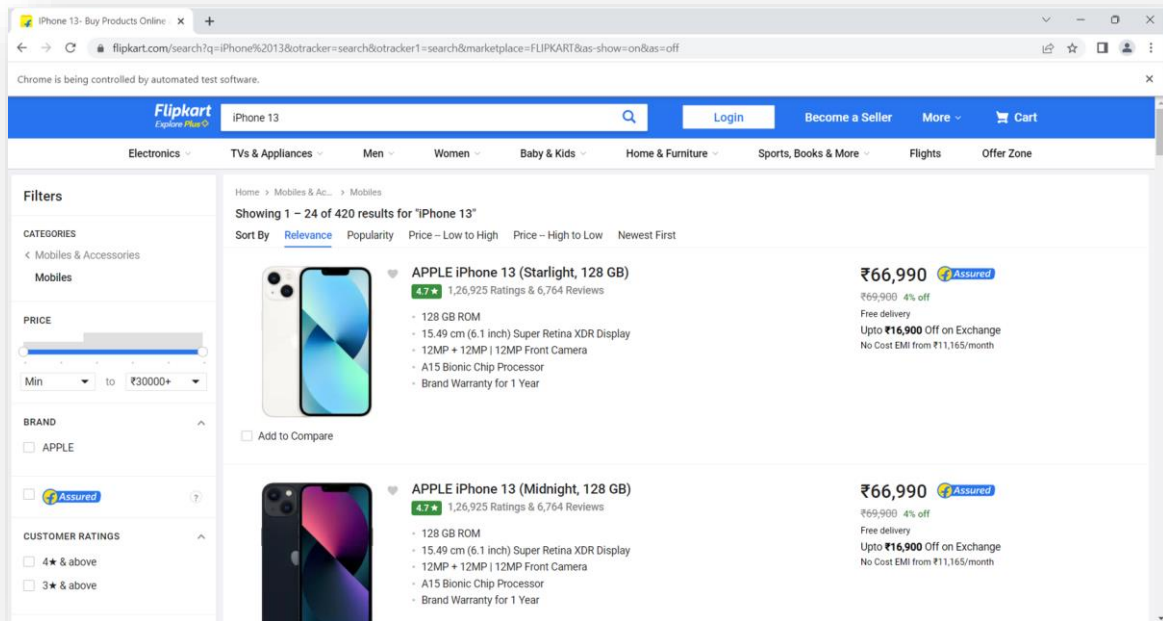 iPhone 13- Buy Products Online
flipkart.com/search?q=iPhone%2013&otracker=search&otracker1=search&marketplace=FLIPKART&as-show=on&as=off
Chrome is being controlled by automated test software.
Flipkart
Explore Plus
iPhone 13
Login
Become a Seller
More
Cart
Electronics
TVs & Appliances
Men
Women
Baby & Kids
Home & Furniture
Sports, Books & More
Flights
Offer Zone
Filters
CATEGORIES
< Mobiles & Accessories
Mobiles
PRICE
Min to ₹30000+
BRAND
APPLE
Assured
?
CUSTOMER RATINGS
4★ & above
3★ & above
Home > Mobiles & Ac... > Mobiles
Showing 1 – 24 of 420 results for "iPhone 13"
Sort By Relevance Popularity Price -- Low to High Price -- High to Low Newest First
APPLE iPhone 13 (Starlight, 128 GB)
4.7★ 1,26,925 Ratings & 6,764 Reviews
128 GB ROM
15.49 cm (6.1 inch) Super Retina XDR Display
12MP + 12MP | 12MP Front Camera
A15 Bionic Chip Processor
Brand Warranty for 1 Year
₹66,990 Assured
₹69,900 4% off
Free delivery
Upto ₹16,900 Off on Exchange
No Cost EMI from ₹11,165/month
Add to Compare
APPLE iPhone 13 (Midnight, 128 GB)
4.7★ 1,26,925 Ratings & 6,764 Reviews
128 GB ROM
15.49 cm (6.1 inch) Super Retina XDR Display
12MP + 12MP | 12MP Front Camera
A15 Bionic Chip Processor
Brand Warranty for 1 Year
₹66,990 Assured
₹69,900 4% off
Free delivery
Upto ₹16,900 Off on Exchange
No Cost EMI from ₹11,165/month